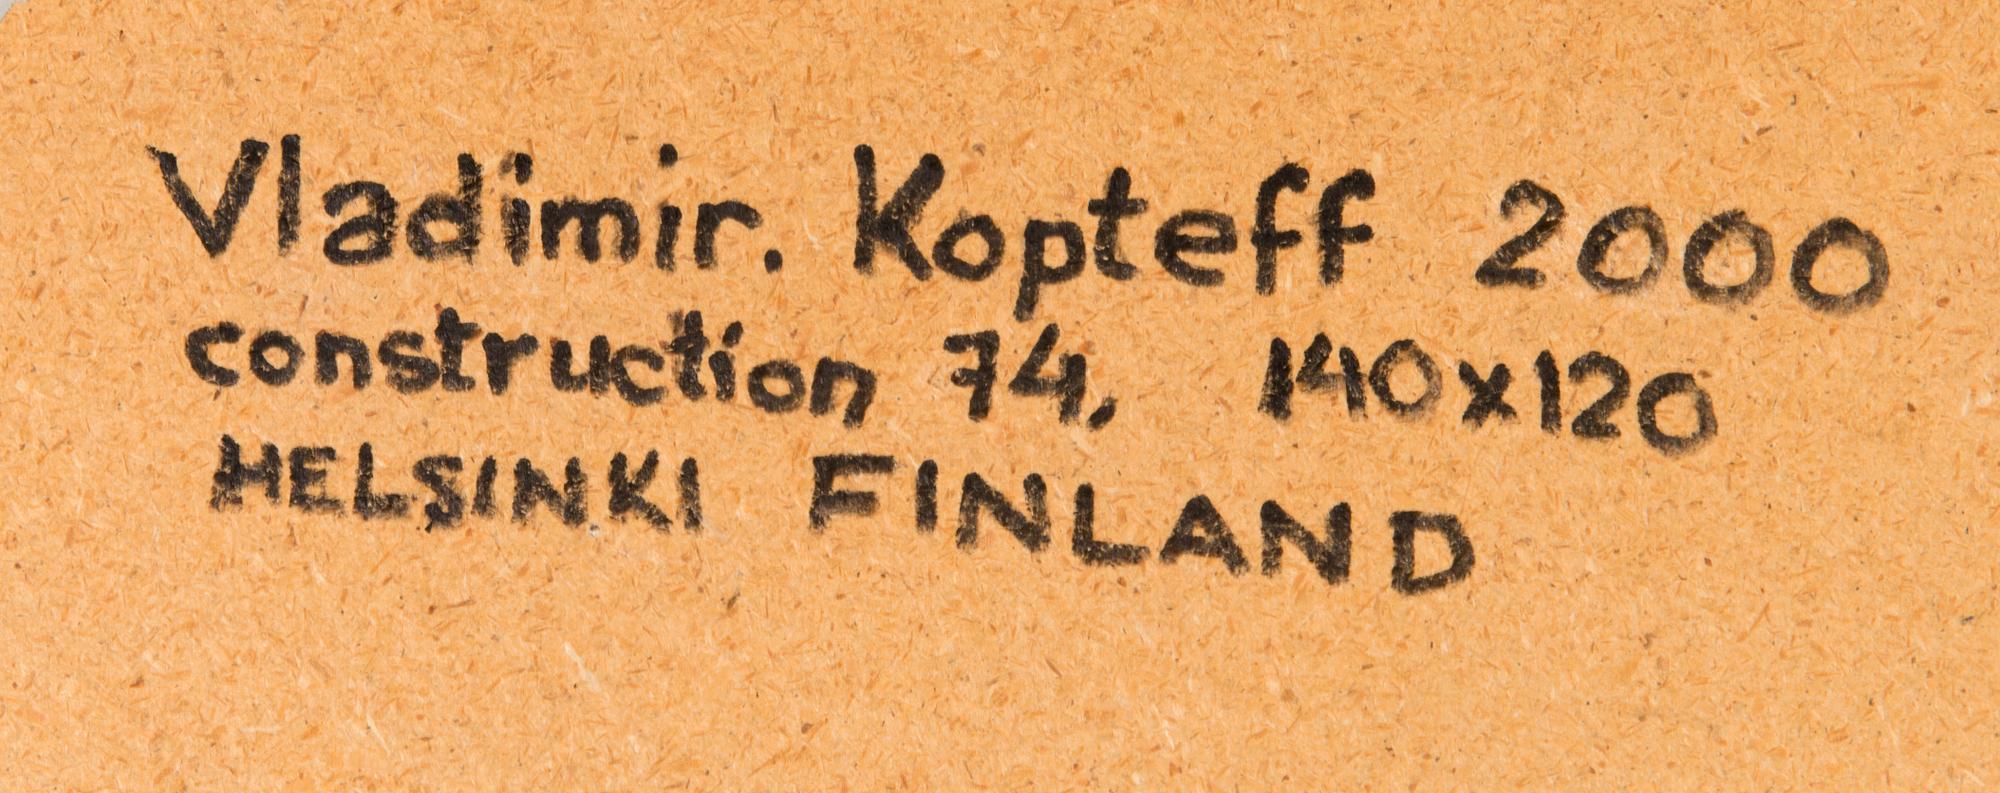 Vladimir. Kopteff 2000
construction 74, 140x120
HELSINKI FINLAND